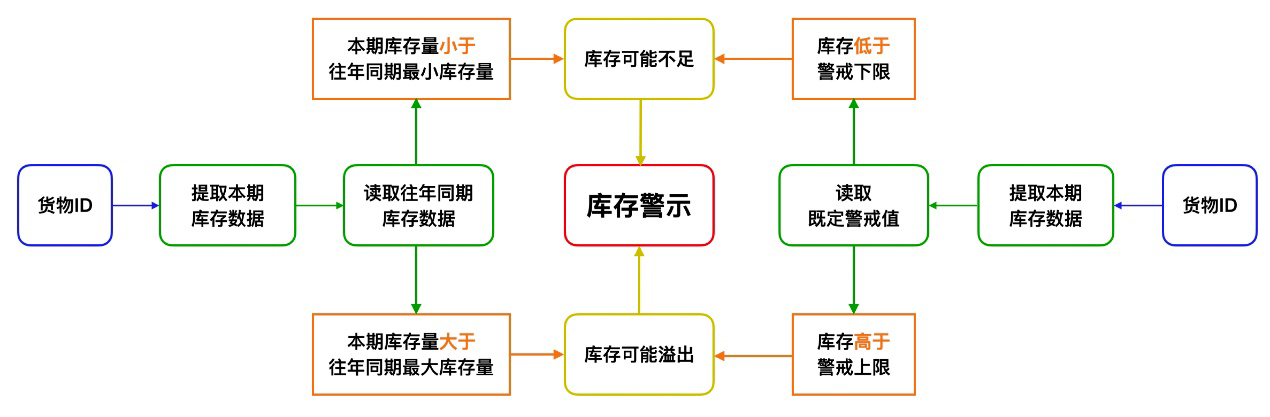 本期库存量小于
往年同期最小库存量
库存可能不足
库存低于
警戒下限
货物ID
提取本期
库存数据
读取往年同期
库存数据
库存警示
读取
既定警戒值
提取本期
库存数据
货物ID
本期库存量大于
往年同期最大库存量
库存可能溢出
库存高于
警戒上限